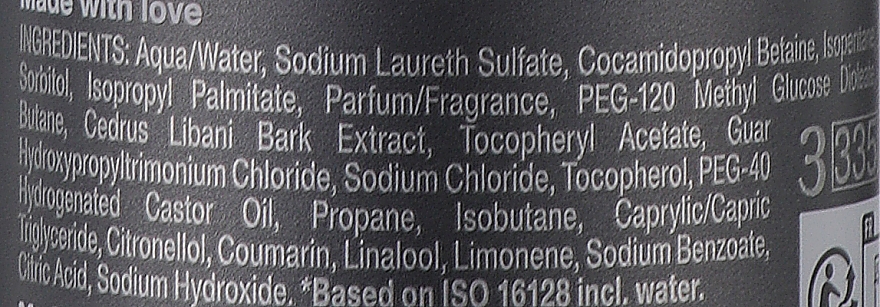 Made with love
INGREDIENTS: Aqua/Water, Sodium Laureth Sulfate, Cocamidopropyl Betaine, Isopentane,
Sorbitol, Isopropyl Palmitate, Parfum/Fragrance, PEG-120 Methyl Glucose Dioleate,
Butane, Cedrus Libani Bark Extract, Tocopheryl Acetate, Guar
Hydroxypropyltrimonium Chloride, Sodium Chloride, Tocopherol, PEG-40
Hydrogenated Castor Oil, Propane, Isobutane, Caprylic/Capric
Triglyceride, Citronellol, Coumarin, Linalool, Limonene, Sodium Benzoate,
Citric Acid, Sodium Hydroxide. *Based on ISO 16128 incl. water.
3 335
FR